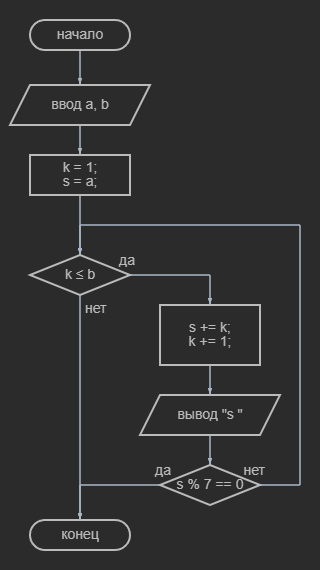 начало
ввод a, b
k = 1;
s = a;
да
k ≤ b
нет
s += k;
k += 1;
вывод "s "
да
нет
s % 7 == 0
конец